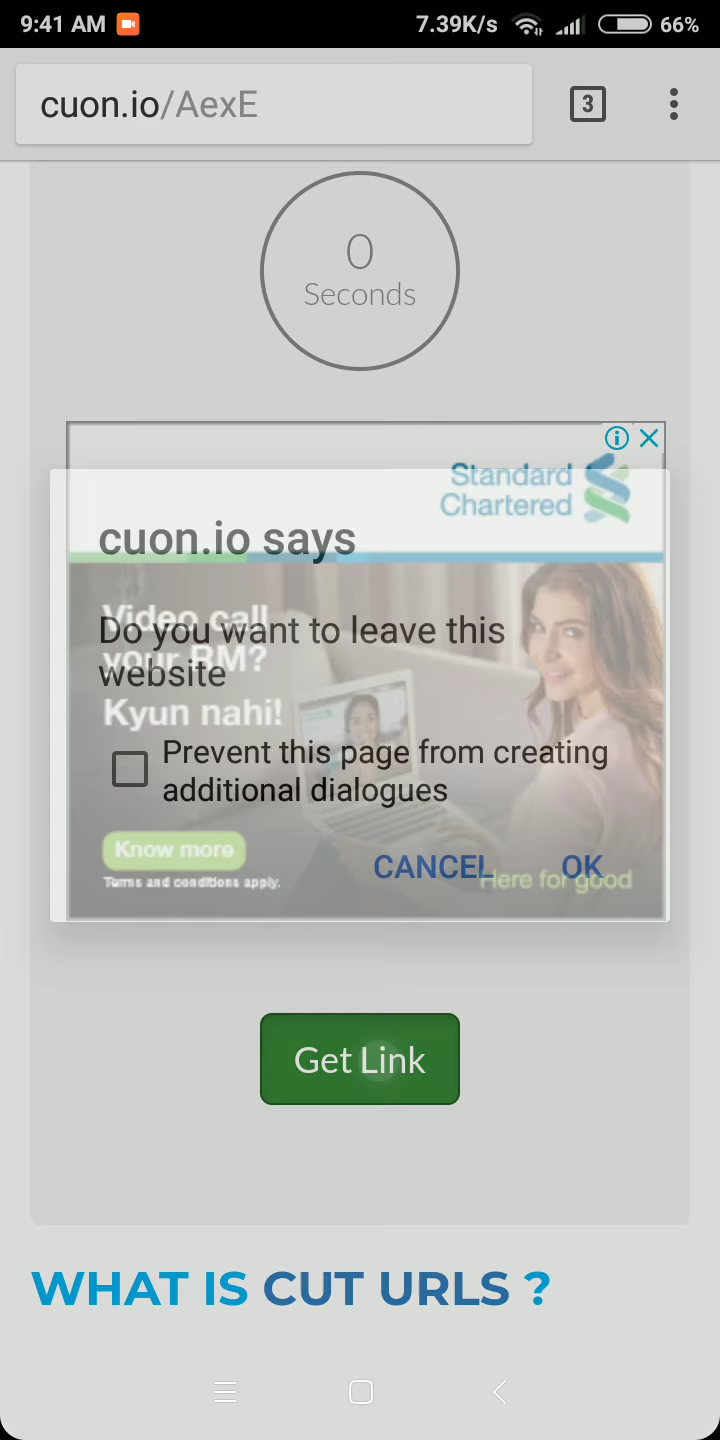 9:41 AM 7.39K/s 66%
cuon.io/AexE 3
0
Seconds
Standard
Chartered
cuon.io says
Video call
Do you want to leave this
your RM?
website
Kyun nahi!
Prevent this page from creating
additional dialogues
Know more
CANCEL OK
Terms and conditions apply.
Here for good
Get Link
WHAT IS CUT URLS ?